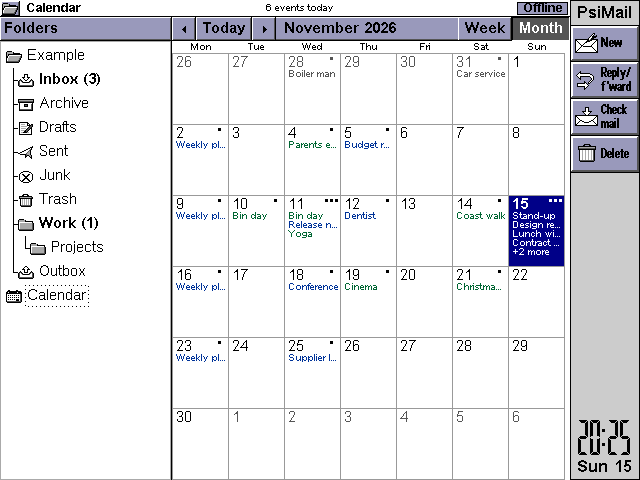 Calendar 6 events today Offline
Folders
Example
Inbox (3)
Archive
Drafts
Sent
Junk
Trash
Work (1)
Projects
Outbox
Calendar
Today November 2026 Week Month
Mon Tue Wed Thu Fri Sat Sun
26 27 28 29 30 31 1
Boiler man Car service
2 3 4 5 6 7 8
Weekly pl... Parents e... Budget r...
9 10 11 12 13 14 15
Weekly pl... Bin day Bin day Dentist Coast walk Stand-up
Release n... Design re...
Yoga Lunch wi...
Contract ...
+2 more
16 17 18 19 20 21 22
Weekly pl... Conference Cinema Christma...
23 24 25 26 27 28 29
Weekly pl... Supplier l...
30 1 2 3 4 5 6
PsiMail
New
Reply/
f'ward
Check
mail
Delete
20:25
Sun 15